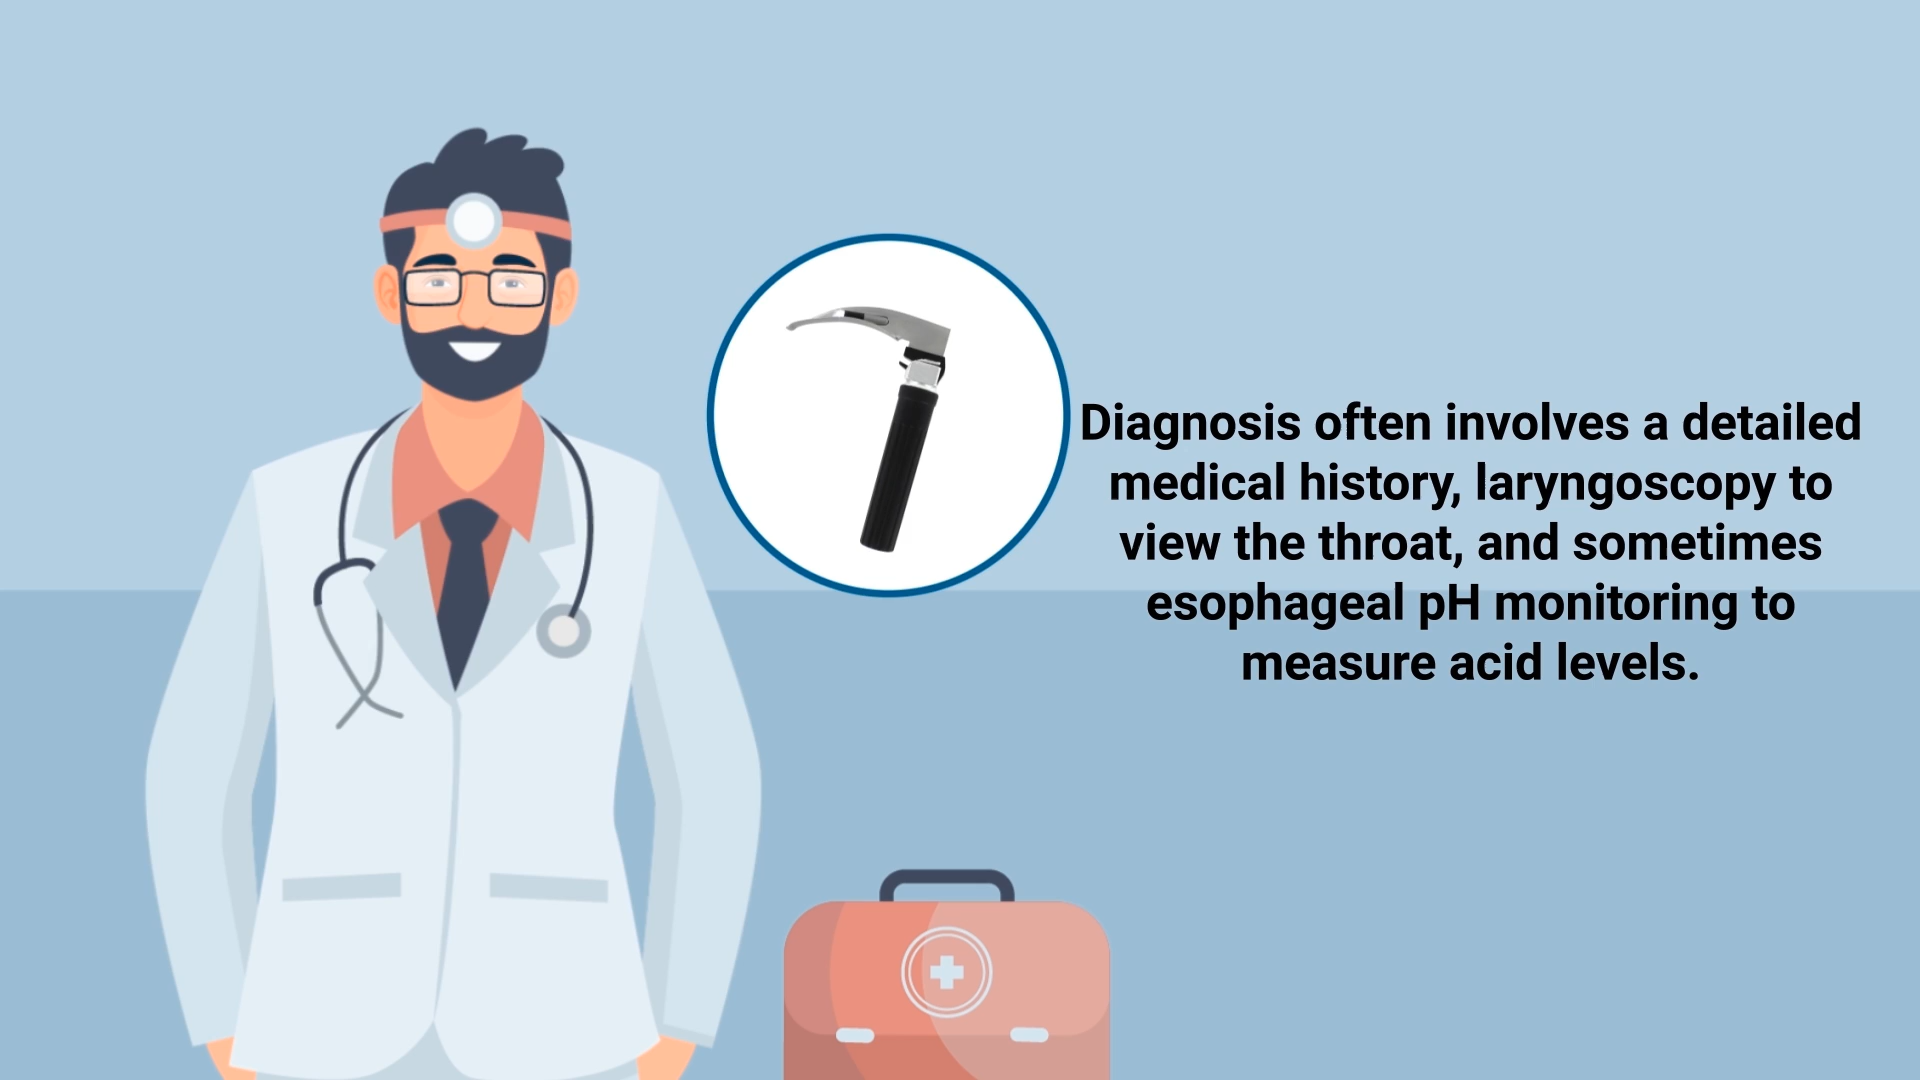 Diagnosis often involves a detailed
medical history, laryngoscopy to
view the throat, and sometimes
esophageal pH monitoring to
measure acid levels.